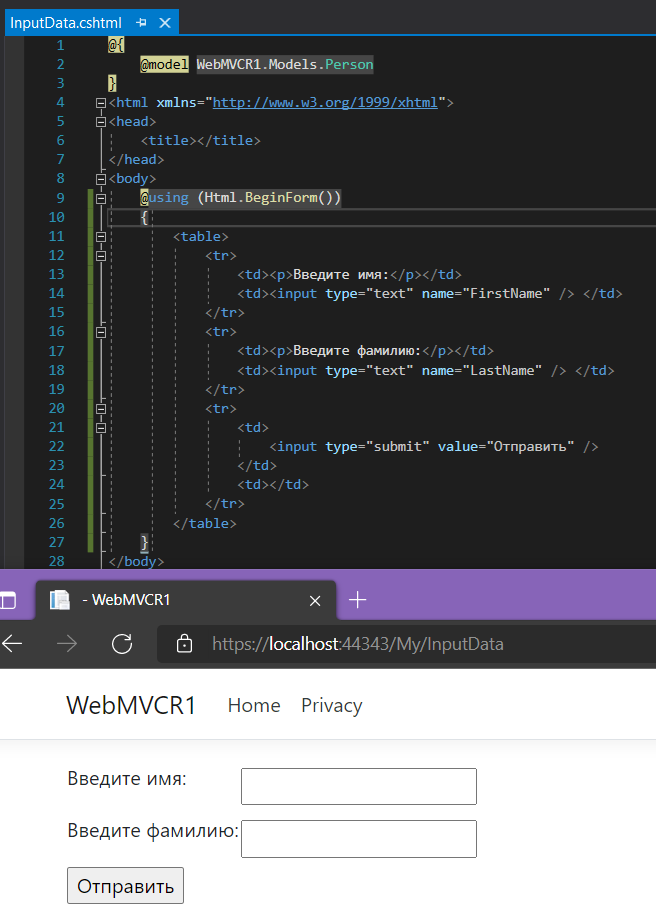 InputData.cshtml
1 @{
2 @model WebMVCR1.Models.Person
3 }
4 <html xmlns="http://www.w3.org/1999/xhtml">
5 <head>
6 <title></title>
7 </head>
8 <body>
9 @using (Html.BeginForm())
10 {
11 <table>
12 <tr>
13 <td><p>Введите имя:</p></td>
14 <td><input type="text" name="FirstName" /> </td>
15 </tr>
16 <tr>
17 <td><p>Введите фамилию:</p></td>
18 <td><input type="text" name="LastName" /> </td>
19 </tr>
20 <tr>
21 <td>
22 <input type="submit" value="Отправить" />
23 </td>
24 <td></td>
25 </tr>
26 </table>
27 }
28 </body>
- WebMVCR1
https://localhost:44343/My/InputData
WebMVCR1 Home Privacy
Введите имя:
Введите фамилию:
Отправить